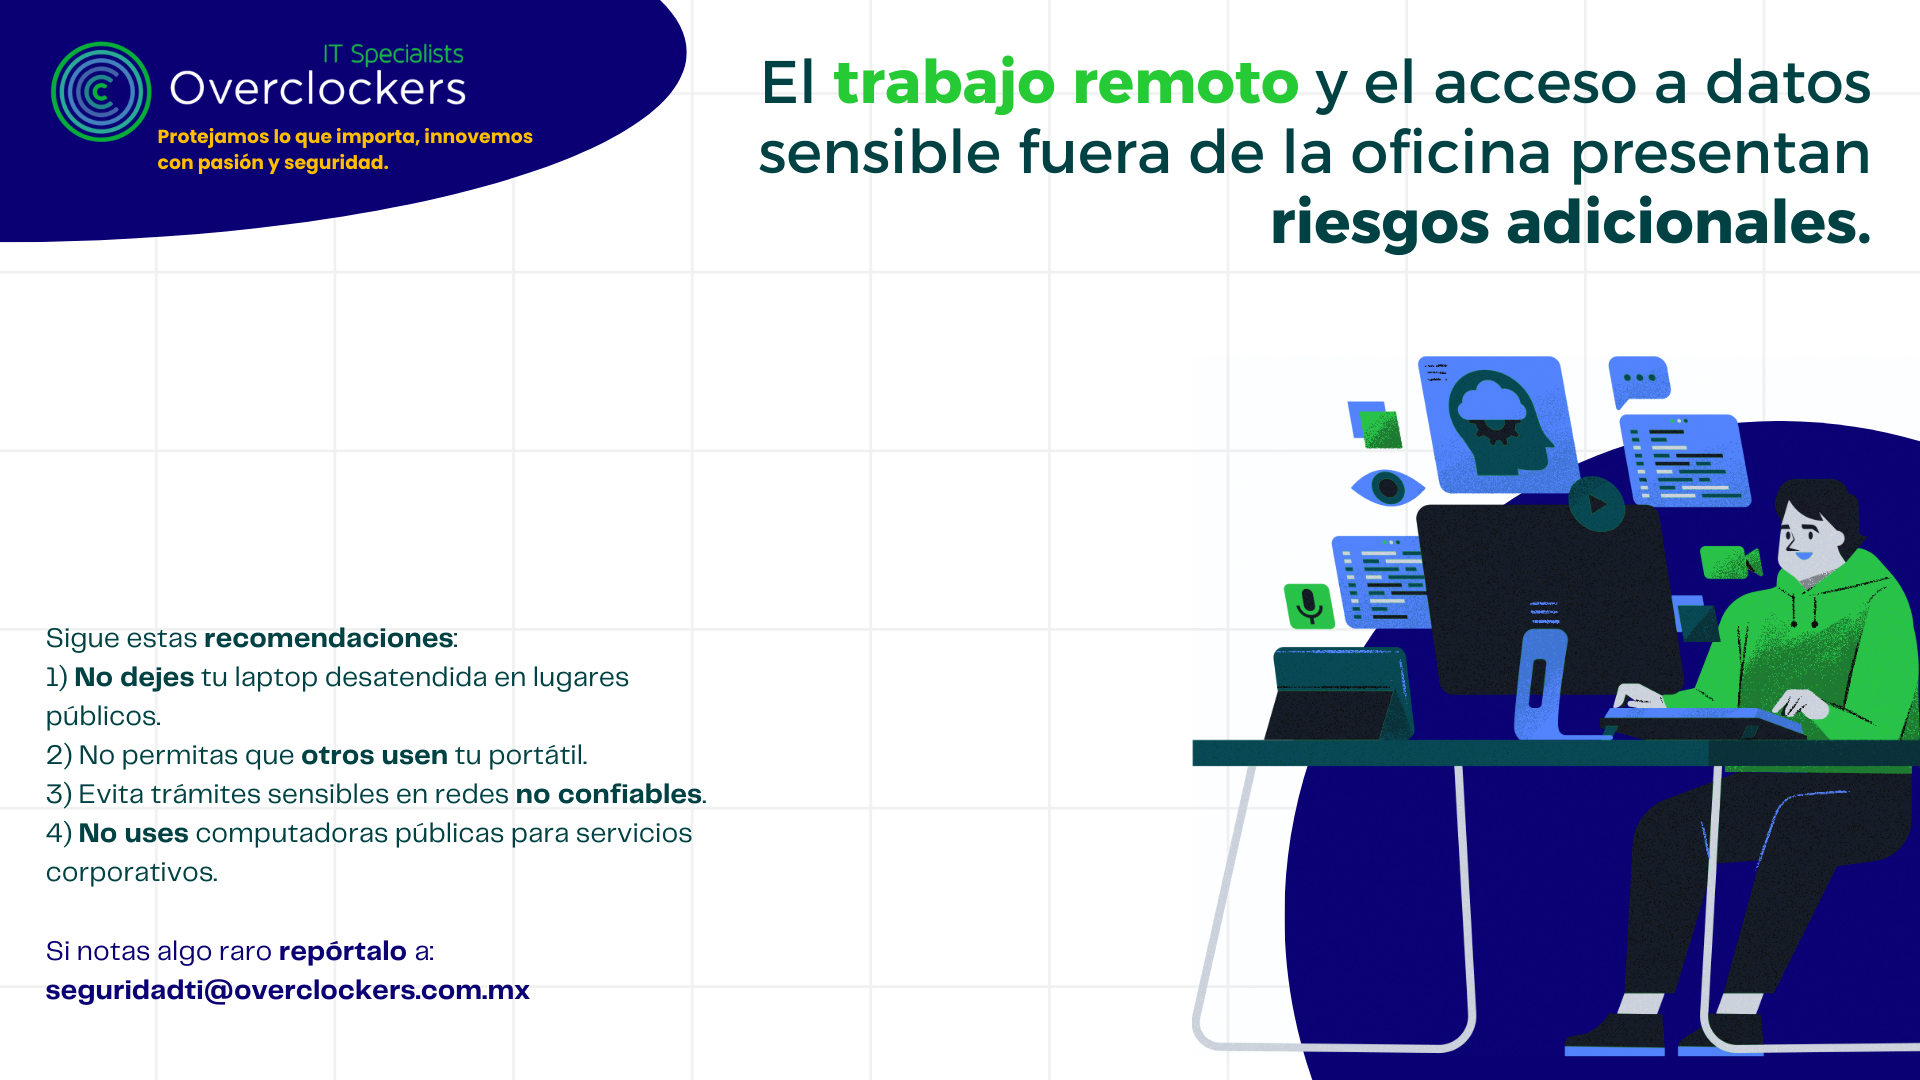 IT Specialists
Overclockers
Protejamos lo que importa, innovemos
con pasión y seguridad.
El trabajo remoto y el acceso a datos
sensible fuera de la oficina presentan
riesgos adicionales.
Sigue estas recomendaciones:
1) No dejes tu laptop desatendida en lugares
públicos.
2) No permitas que otros usen tu portátil.
3) Evita trámites sensibles en redes no confiables.
4) No uses computadoras públicas para servicios
corporativos.
Si notas algo raro repórtalo a:
seguridadti@overclockers.com.mx